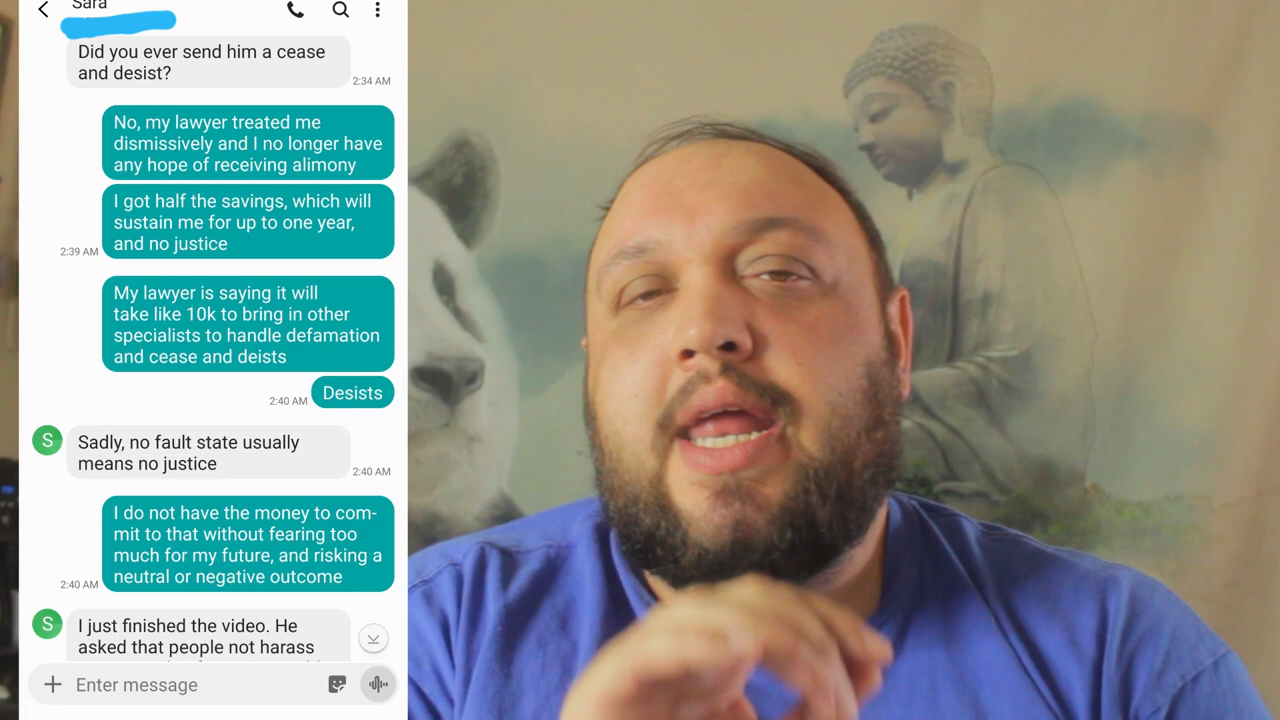 Sara
Did you ever send him a cease
and desist?
2:34 AM
No, my lawyer treated me
dismissively and I no longer have
any hope of receiving alimony
I got half the savings, which will
sustain me for up to one year,
and no justice
2:39 AM
My lawyer is saying it will
take like 10k to bring in other
specialists to handle defamation
and cease and deists
Desists
2:40 AM
S
Sadly, no fault state usually
means no justice
2:40 AM
I do not have the money to com-
mit to that without fearing too
much for my future, and risking a
neutral or negative outcome
2:40 AM
S
I just finished the video. He
asked that people not harass
Enter message